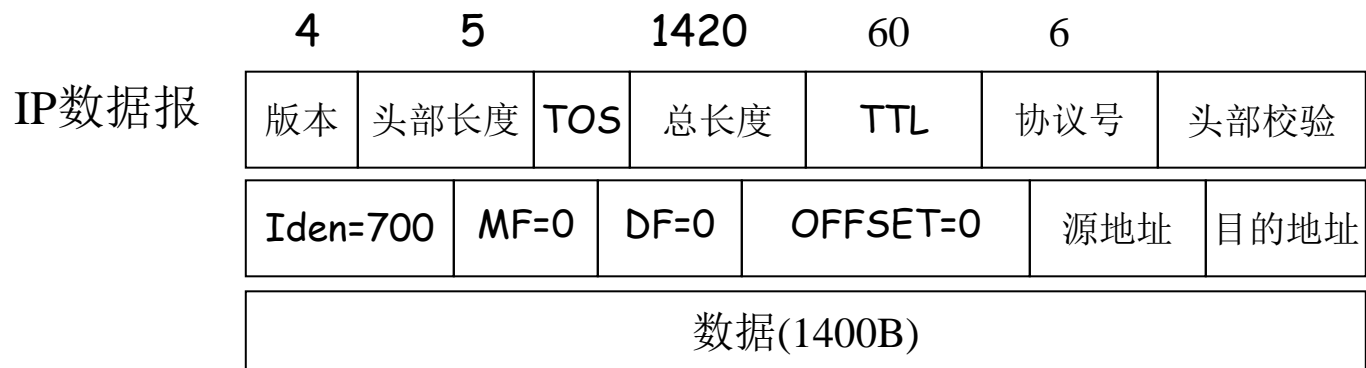 4 5 1420 60 6
IP数据报 版本 头部长度 TOS 总长度 TTL 协议号 头部校验
Iden=700 MF=0 DF=0 OFFSET=0 源地址 目的地址
数据(1400B)